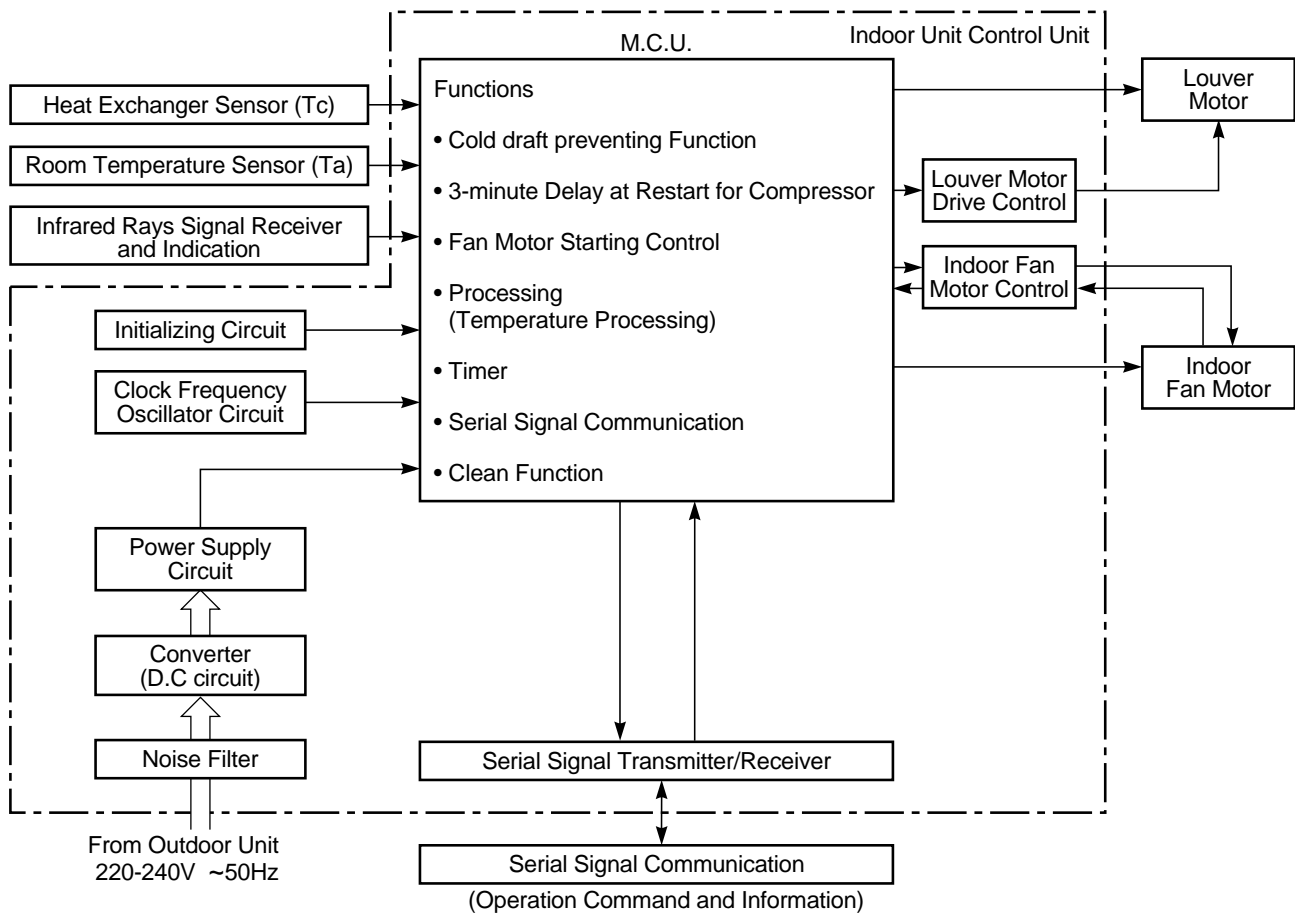 M.C.U.
Indoor Unit Control Unit
Heat Exchanger Sensor (Tc)
Room Temperature Sensor (Ta)
Infrared Rays Signal Receiver
and Indication
Initializing Circuit
Clock Frequency
Oscillator Circuit
Power Supply
Circuit
Converter
(D.C circuit)
Noise Filter
From Outdoor Unit
220-240V ~50Hz
Functions
• Cold draft preventing Function
• 3-minute Delay at Restart for Compressor
• Fan Motor Starting Control
• Processing
(Temperature Processing)
• Timer
• Serial Signal Communication
• Clean Function
Louver
Motor
Louver Motor
Drive Control
Indoor Fan
Motor Control
Indoor
Fan Motor
Serial Signal Transmitter/Receiver
Serial Signal Communication
(Operation Command and Information)